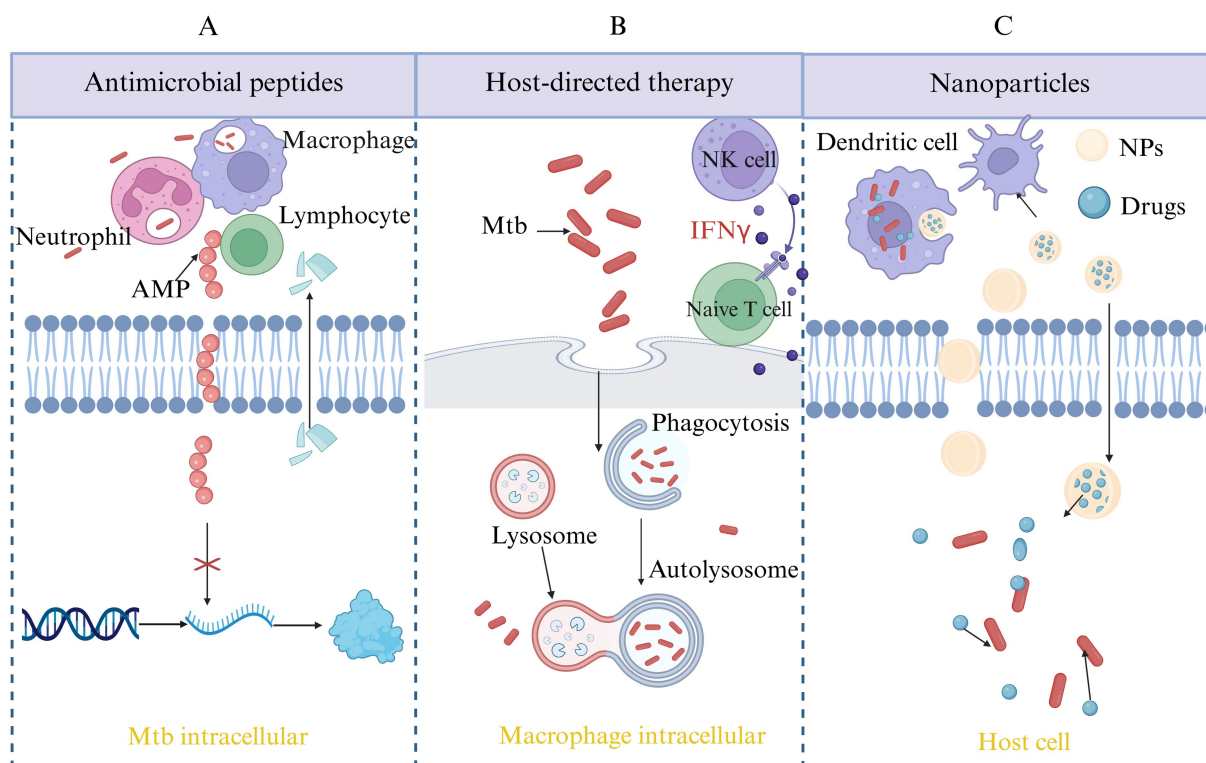 A
B
C
Antimicrobial peptides
Host-directed therapy
Nanoparticles
Macrophage
Neutrophil
Lymphocyte
AMP
Mtb intracellular
NK cell
Mtb
IFNγ
Naive T cell
Phagocytosis
Lysosome
Autolysosome
Macrophage intracellular
Dendritic cell
NPs
Drugs
Host cell